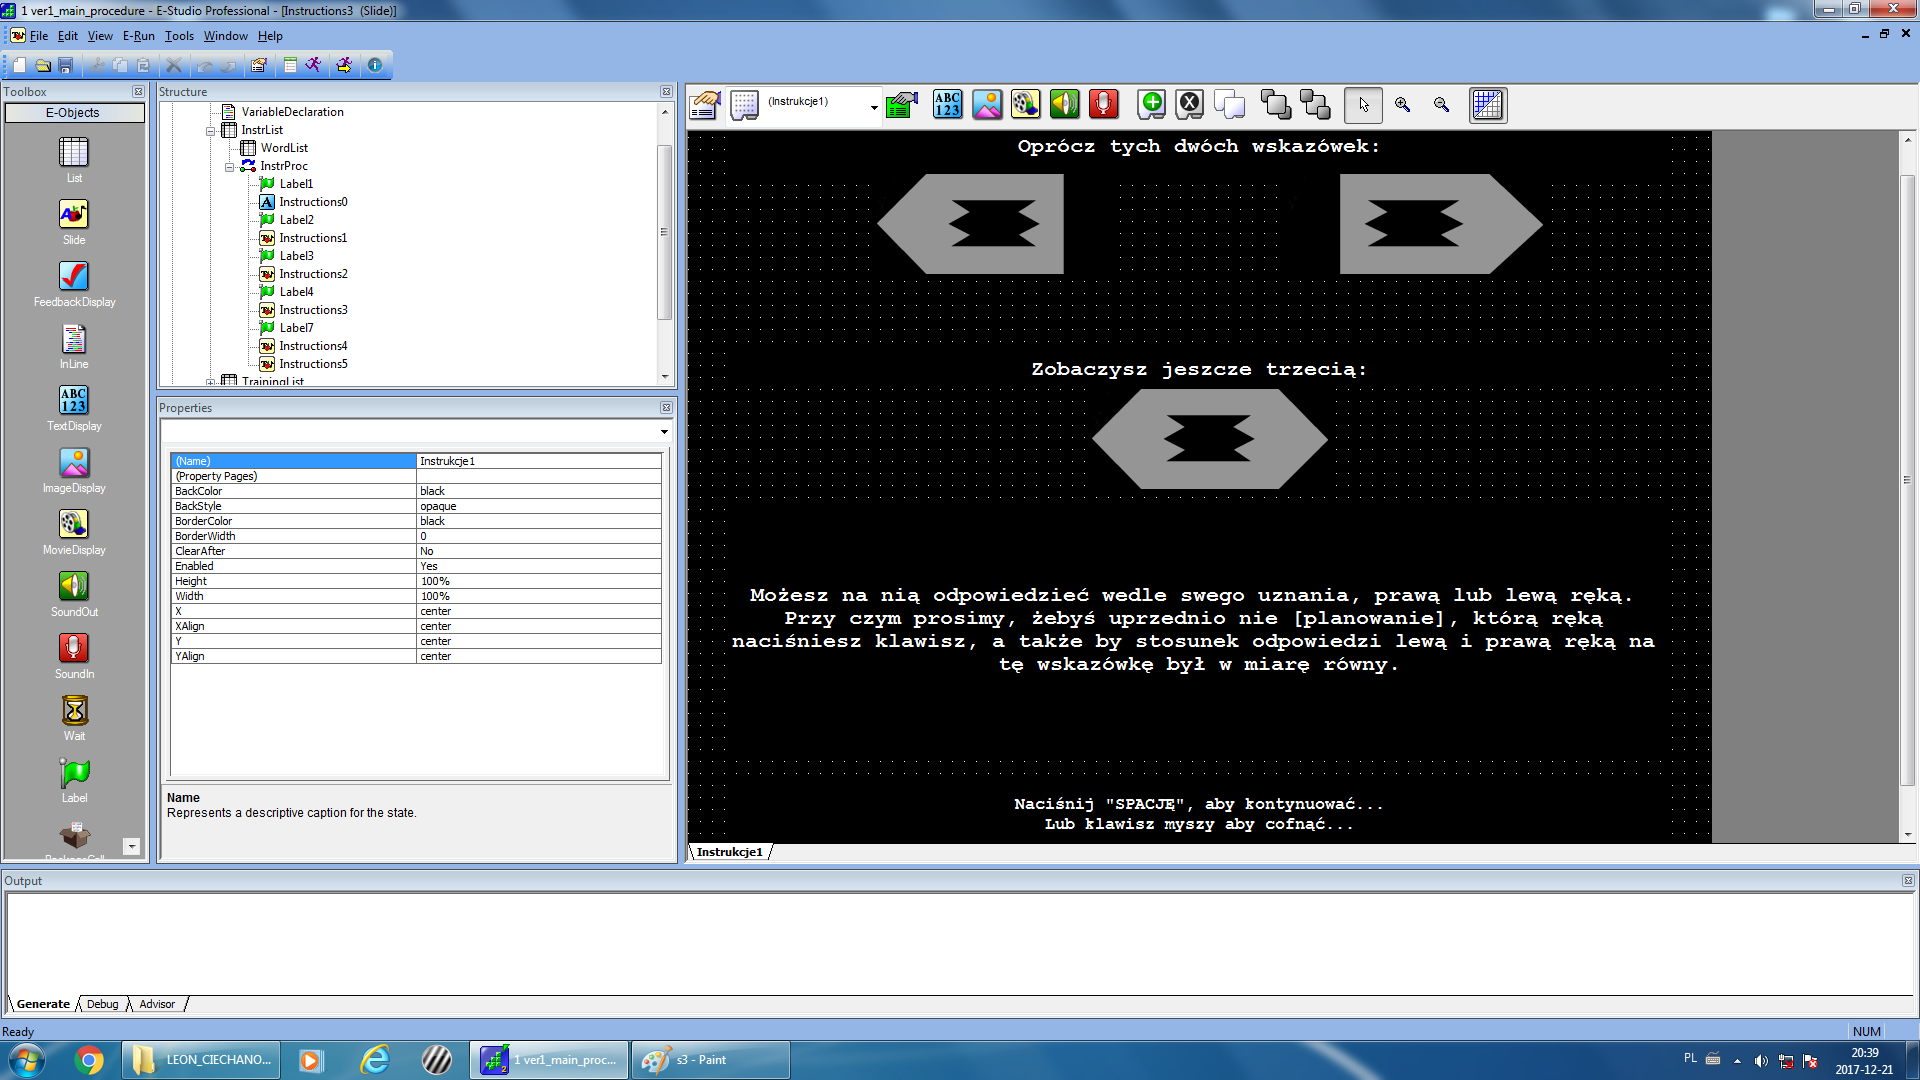 1 ver1_main_procedure - E-Studio Professional - [Instructions3 (Slide)]
File Edit View E-Run Tools Window Help
Toolbox
E-Objects
List
Slide
FeedbackDisplay
InLine
ABC
123
TextDisplay
ImageDisplay
MovieDisplay
SoundOut
SoundIn
Wait
Label
Structure
VariableDeclaration
InstrList
WordList
InstrProc
Label1
Instructions0
Label2
Instructions1
Label3
Instructions2
Label4
Instructions3
Label7
Instructions4
Instructions5
TrainingList
Properties
(Name) Instrukcje1
(Property Pages)
BackColor black
BackStyle opaque
BorderColor black
BorderWidth 0
ClearAfter No
Enabled Yes
Height 100%
Width 100%
X center
XAlign center
Y center
YAlign center
Name
Represents a descriptive caption for the state.
(Instrukcje1)
ABC
123
Oprócz tych dwóch wskazówek:
Zobaczysz jeszcze trzecią:
Możesz na nią odpowiedzieć wedle swego uznania, prawą lub lewą ręką.
Przy czym prosimy, żebyś uprzednio nie [planowanie], którą ręką
naciśniesz klawisz, a także by stosunek odpowiedzi lewą i prawą ręką na
tę wskazówkę był w miarę równy.
Naciśnij "SPACJĘ", aby kontynuować...
Lub klawisz myszy aby cofnąć...
Instrukcje1
Output
Generate Debug Advisor
Ready
NUM
LEON_CIECHANO...
1 ver1_main_proc...
s3 - Paint
PL
20:39
2017-12-21